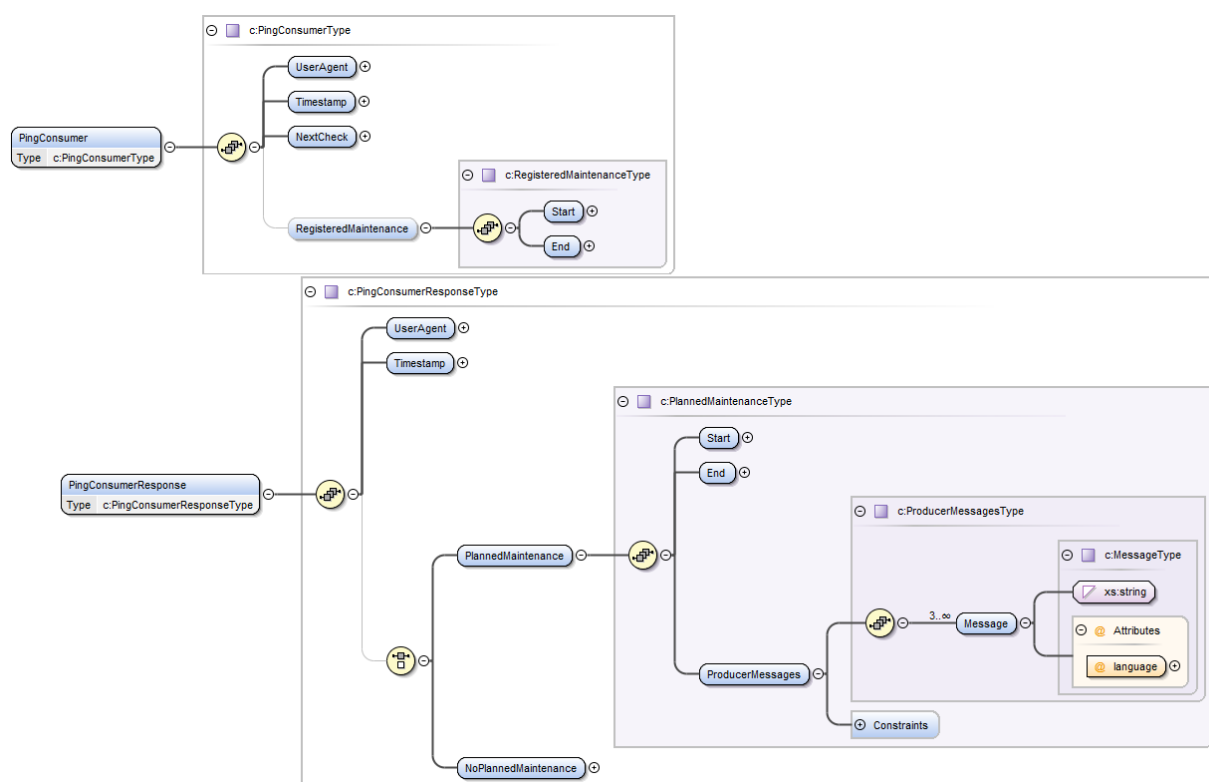 c:PingConsumerType
UserAgent
Timestamp
PingConsumer
Type c:PingConsumerType
NextCheck
c:RegisteredMaintenanceType
Start
RegisteredMaintenance
End
c:PingConsumerResponseType
UserAgent
Timestamp
c:PlannedMaintenanceType
Start
End
PingConsumerResponse
Type c:PingConsumerResponseType
c:ProducerMessagesType
PlannedMaintenance
c:MessageType
xs:string
3..∞
Message
@ Attributes
@ language
ProducerMessages
Constraints
NoPlannedMaintenance